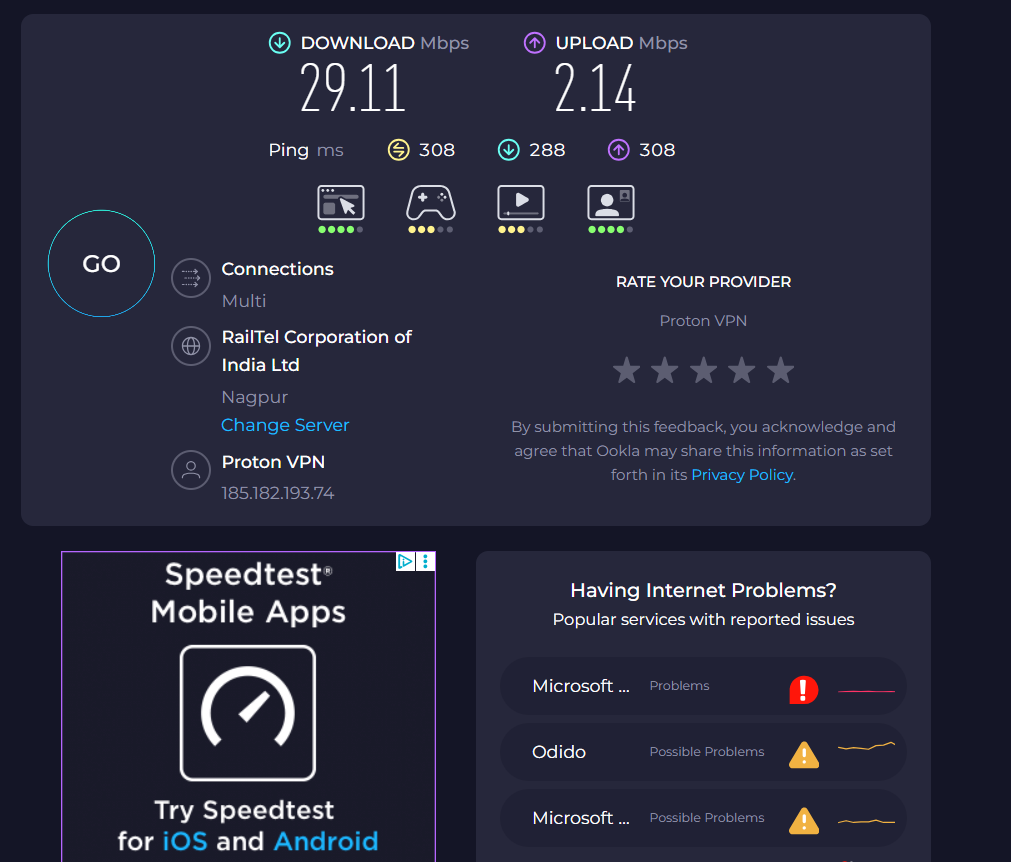 DOWNLOAD Mbps
UPLOAD Mbps
29.11
2.14
Ping ms 308 288 308
GO
Connections
Multi
RailTel Corporation of
India Ltd
Nagpur
Change Server
Proton VPN
185.182.193.74
RATE YOUR PROVIDER
Proton VPN
By submitting this feedback, you acknowledge and
agree that Ookla may share this information as set
forth in its Privacy Policy.
Speedtest®
Mobile Apps
Try Speedtest
for iOS and Android
Having Internet Problems?
Popular services with reported issues
Microsoft ... Problems
Odido Possible Problems
Microsoft ... Possible Problems